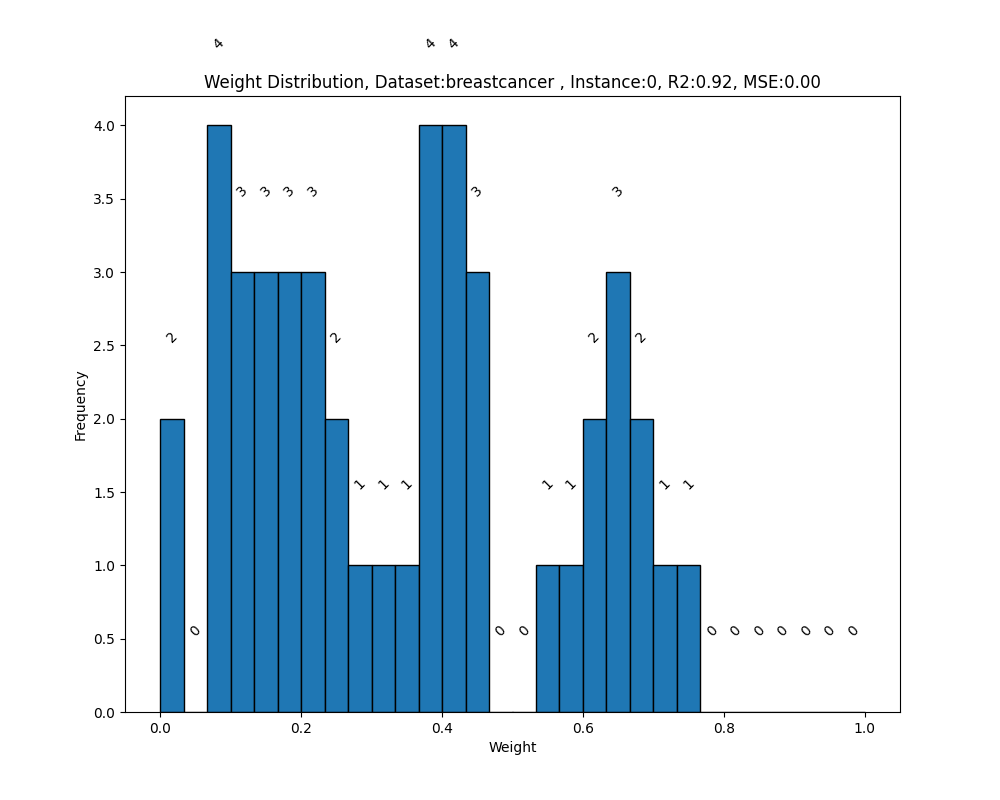 4 4 4
Weight Distribution, Dataset:breastcancer , Instance:0, R2:0.92, MSE:0.00
4.0
3.5
3.0
2.5
2.0
1.5
1.0
0.5
0.0
Frequency
3 3 3 3 3 3
2 2 2 2
1 1 1 1 1 1 1
0 0 0 0 0 0 0 0 0 0
0.0 0.2 0.4 0.6 0.8 1.0
Weight